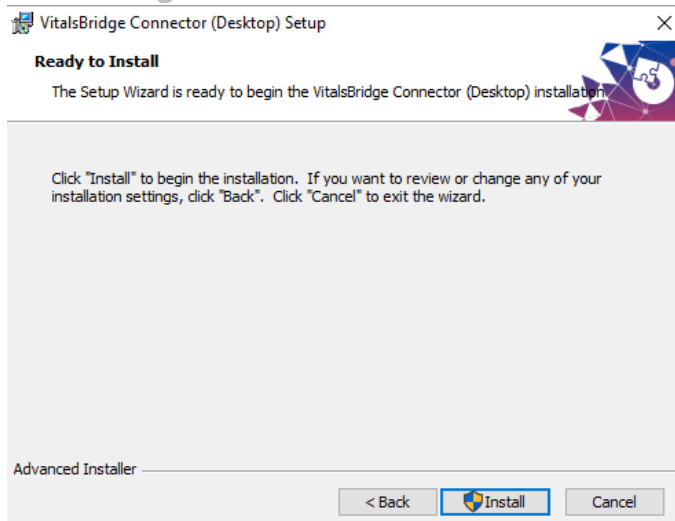 VitalsBridge Connector (Desktop) Setup
Ready to Install
The Setup Wizard is ready to begin the VitalsBridge Connector (Desktop) installation
Click "Install" to begin the installation. If you want to review or change any of your
installation settings, click "Back". Click "Cancel" to exit the wizard.
Advanced Installer
< Back
Install
Cancel